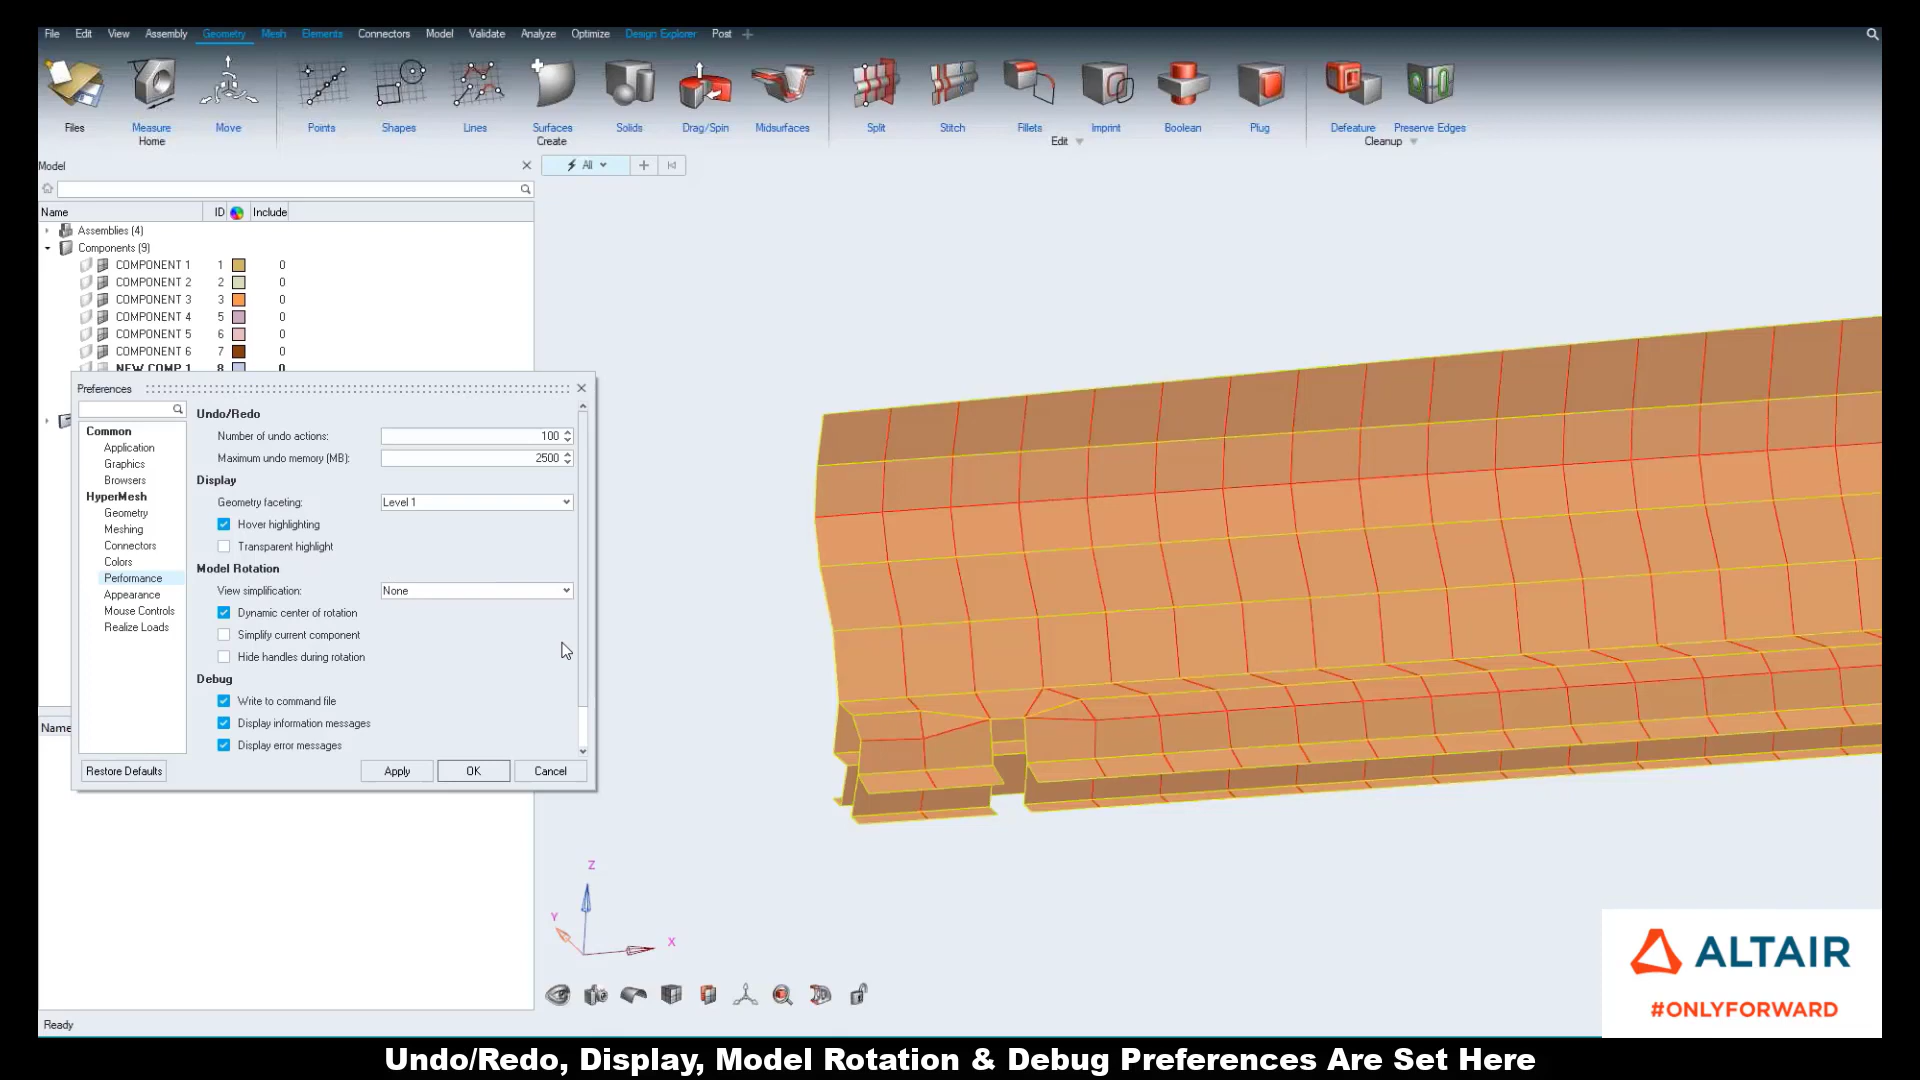 File Edit View Assembly Geometry Mesh Elements Connectors Model Validate Analyze Optimize Design Explorer Post
Files Measure Move Points Shapes Lines Surfaces Solids Drag/Spin Midsurfaces Split Stitch Fillets Imprint Boolean Plug Defeature Preserve Edges
Home Create Edit Cleanup
Model
All
Name ID Include
Assemblies (4)
Components (9)
COMPONENT 1 1 0
COMPONENT 2 2 0
COMPONENT 3 3 0
COMPONENT 4 5 0
COMPONENT 5 6 0
COMPONENT 6 7 0
NEW COMP 1 8 0
Preferences
Common
Application
Graphics
Browsers
HyperMesh
Geometry
Meshing
Connectors
Colors
Performance
Appearance
Mouse Controls
Realize Loads
Undo/Redo
Number of undo actions: 100
Maximum undo memory (MB): 2500
Display
Geometry faceting: Level 1
Hover highlighting
Transparent highlight
Model Rotation
View simplification: None
Dynamic center of rotation
Simplify current component
Hide handles during rotation
Debug
Write to command file
Display information messages
Display error messages
Restore Defaults Apply OK Cancel
Name
Z
Y
X
Ready
ALTAIR
#ONLYFORWARD
Undo/Redo, Display, Model Rotation & Debug Preferences Are Set Here